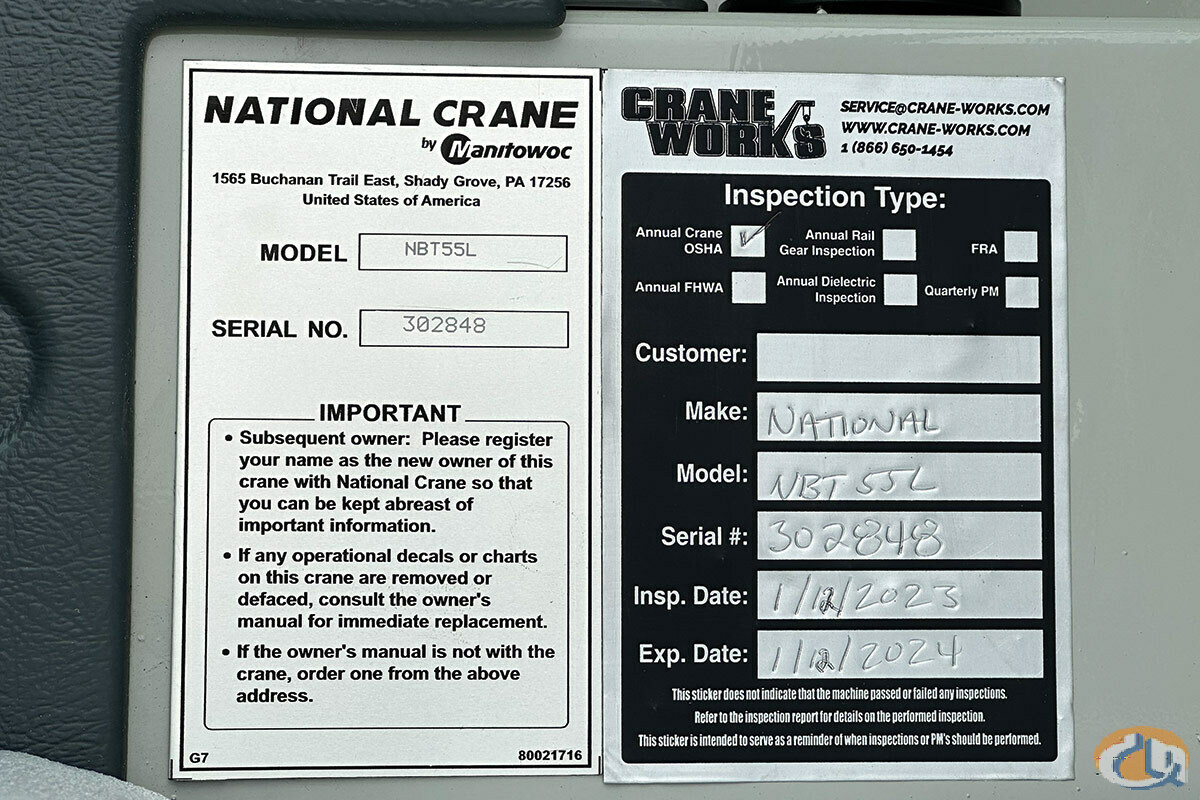 NATIONAL CRANE
by Manitowoc
1565 Buchanan Trail East, Shady Grove, PA 17256
United States of America
MODEL NBT55L
SERIAL NO. 302848
IMPORTANT
• Subsequent owner: Please register
your name as the new owner of this
crane with National Crane so that
you can be kept abreast of
important information.
• If any operational decals or charts
on this crane are removed or
defaced, consult the owner's
manual for immediate replacement.
• If the owner's manual is not with the
crane, order one from the above
address.
G7 80021716
CRANE
WORKS
SERVICE@CRANE-WORKS.COM
WWW.CRANE-WORKS.COM
1 (866) 650-1454
Inspection Type:
Annual Crane
OSHA
Annual Rail
Gear Inspection
FRA
Annual FHWA
Annual Dielectric
Inspection
Quarterly PM
Customer:
Make: NATIONAL
Model: NBT 55L
Serial #: 302848
Insp. Date: 1/12/2023
Exp. Date: 1/12/2024
This sticker does not indicate that the machine passed or failed any inspections.
Refer to the inspection report for details on the performed inspection.
This sticker is intended to serve as a reminder of when inspections or PM's should be performed.